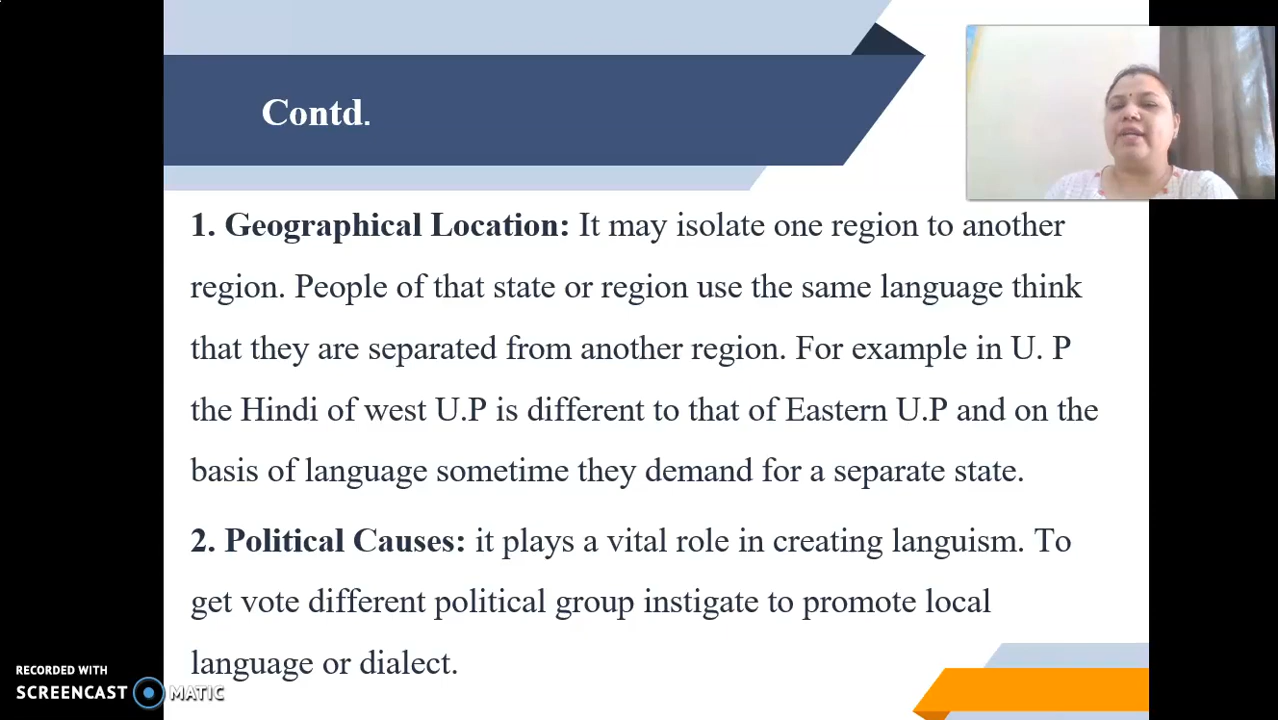 Contd.
1. Geographical Location: It may isolate one region to another
region. People of that state or region use the same language think
that they are separated from another region. For example in U. P
the Hindi of west U.P is different to that of Eastern U.P and on the
basis of language sometime they demand for a separate state.
2. Political Causes: it plays a vital role in creating languism. To
get vote different political group instigate to promote local
language or dialect.
RECORDED WITH
SCREENCAST MATIC